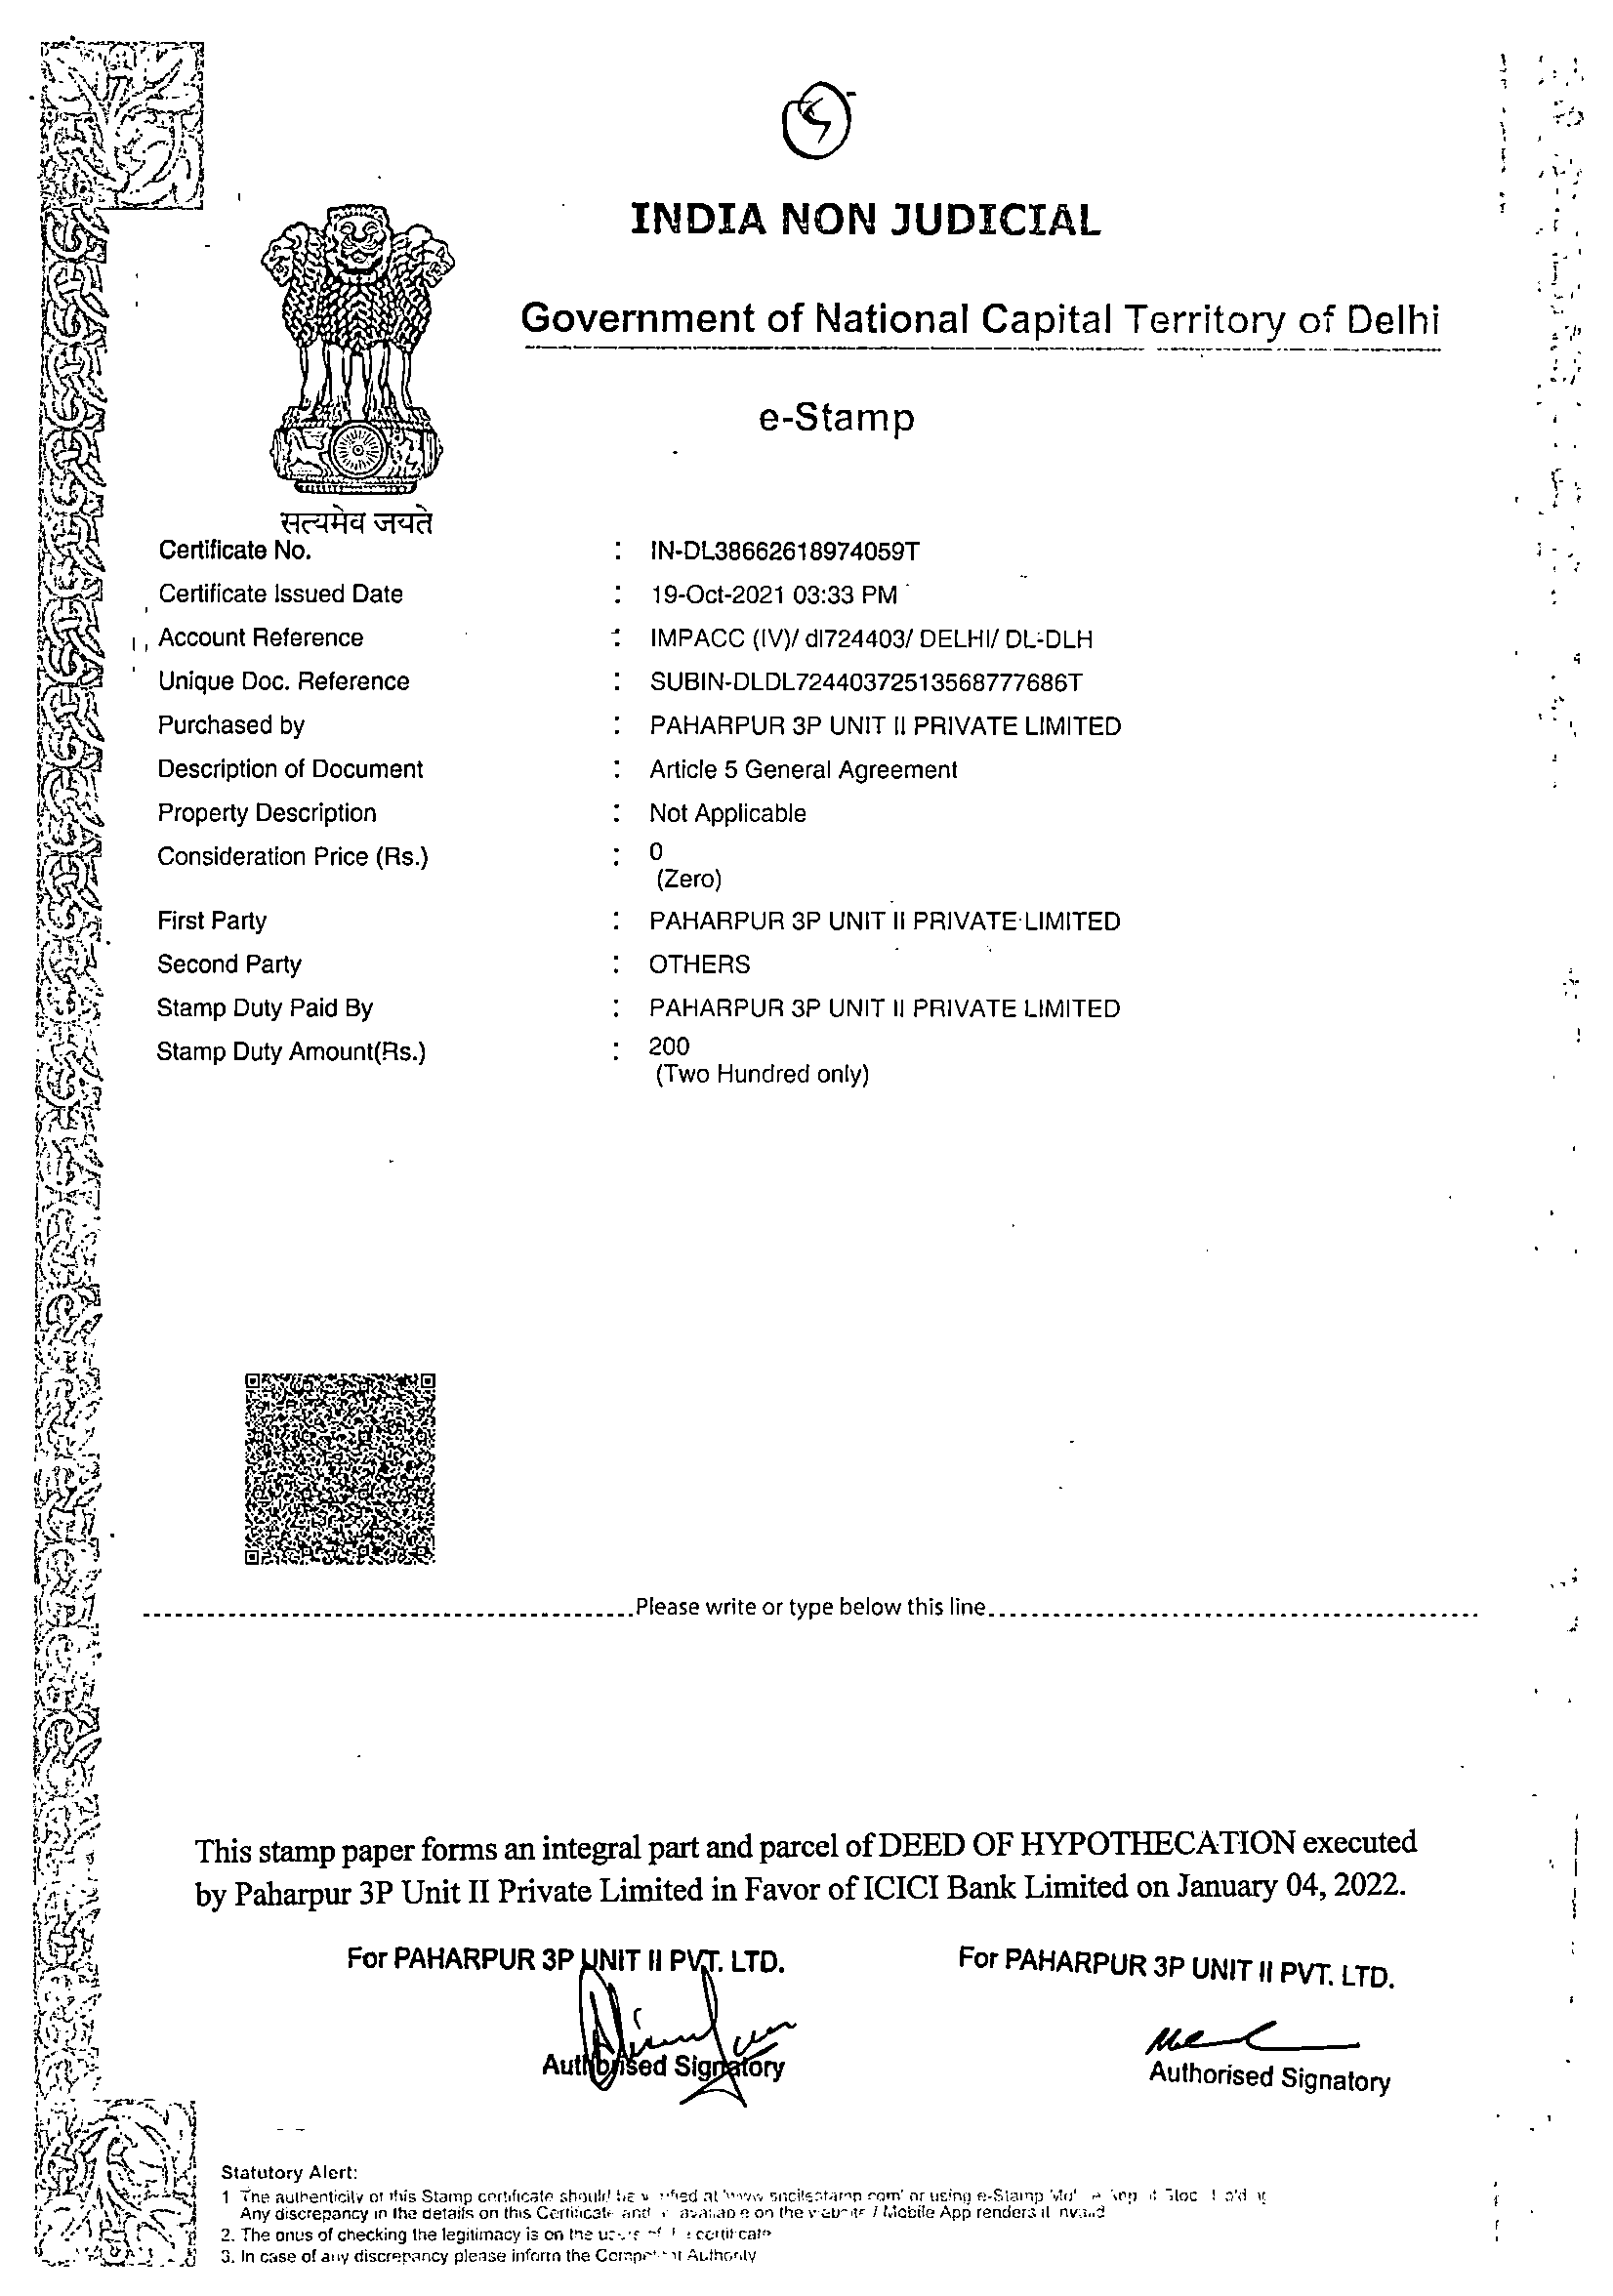 INDIA NON JUDICIAL
Government of National Capital Territory of Delhi
e-Stamp
सत्यमेव जयते
Certificate No. : IN-DL38662618974059T
Certificate Issued Date : 19-Oct-2021 03:33 PM
Account Reference : IMPACC (IV)/ dl724403/ DELHI/ DL-DLH
Unique Doc. Reference : SUBIN-DLDL72440372513568777686T
Purchased by : PAHARPUR 3P UNIT II PRIVATE LIMITED
Description of Document : Article 5 General Agreement
Property Description : Not Applicable
Consideration Price (Rs.) : 0
(Zero)
First Party : PAHARPUR 3P UNIT II PRIVATE LIMITED
Second Party : OTHERS
Stamp Duty Paid By : PAHARPUR 3P UNIT II PRIVATE LIMITED
Stamp Duty Amount(Rs.) : 200
(Two Hundred only)
Please write or type below this line
This stamp paper forms an integral part and parcel of DEED OF HYPOTHECATION executed
by Paharpur 3P Unit II Private Limited in Favor of ICICI Bank Limited on January 04, 2022.
For PAHARPUR 3P UNIT II PVT. LTD.
Authorised Signatory
For PAHARPUR 3P UNIT II PVT. LTD.
Authorised Signatory
Statutory Alert:
1 The authenticity of this Stamp certificate should be at or using e-Stamp
Any discrepancy in the details on this Certificate and on the / Mobile App renders it
2. The onus of checking the legitimacy is on the certificate
3. In case of any discrepancy please inform the Competent Authority